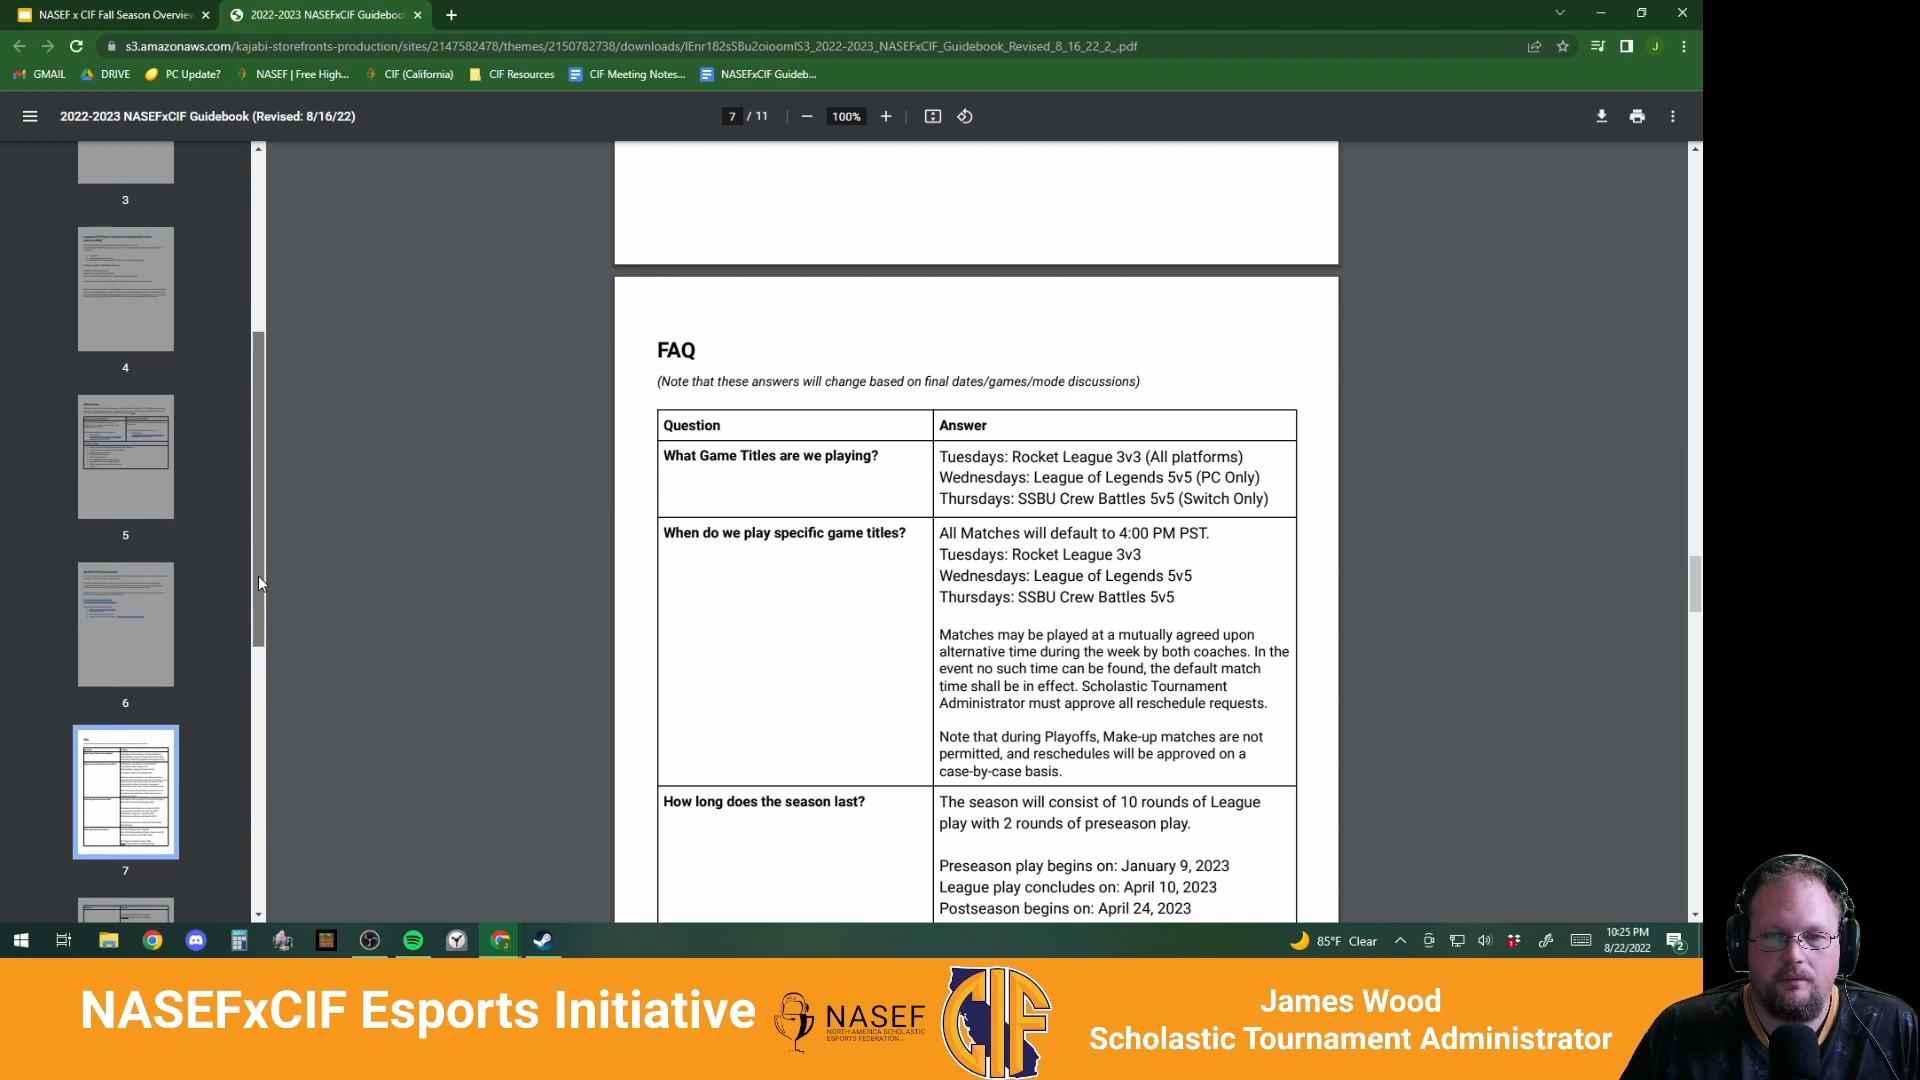 NASEF x CIF Fall Season Overview
2022-2023 NASEFxCIF Guideboo
s3.amazonaws.com/kajabi-storefronts-production/sites/2147582478/themes/2150782738/downloads/lEnr182sSBu2oioomlS3_2022-2023_NASEFxCIF_Guidebook_Revised_8_16_22_2_.pdf
J
GMAIL
DRIVE
PC Update?
NASEF | Free High...
CIF (California)
CIF Resources
CIF Meeting Notes...
NASEFxCIF Guideb...
2022-2023 NASEFxCIF Guidebook (Revised: 8/16/22)
7 / 11
100%
3
4
5
6
7
FAQ
(Note that these answers will change based on final dates/games/mode discussions)
Question
Answer
What Game Titles are we playing?
Tuesdays: Rocket League 3v3 (All platforms)
Wednesdays: League of Legends 5v5 (PC Only)
Thursdays: SSBU Crew Battles 5v5 (Switch Only)
When do we play specific game titles?
All Matches will default to 4:00 PM PST.
Tuesdays: Rocket League 3v3
Wednesdays: League of Legends 5v5
Thursdays: SSBU Crew Battles 5v5
Matches may be played at a mutually agreed upon
alternative time during the week by both coaches. In the
event no such time can be found, the default match
time shall be in effect. Scholastic Tournament
Administrator must approve all reschedule requests.
Note that during Playoffs, Make-up matches are not
permitted, and reschedules will be approved on a
case-by-case basis.
How long does the season last?
The season will consist of 10 rounds of League
play with 2 rounds of preseason play.
Preseason play begins on: January 9, 2023
League play concludes on: April 10, 2023
Postseason begins on: April 24, 2023
85°F Clear
10:25 PM
8/22/2022
2
NASEFxCIF Esports Initiative
NASEF
NORTH AMERICA SCHOLASTIC
ESPORTS FEDERATION
CIF
James Wood
Scholastic Tournament Administrator